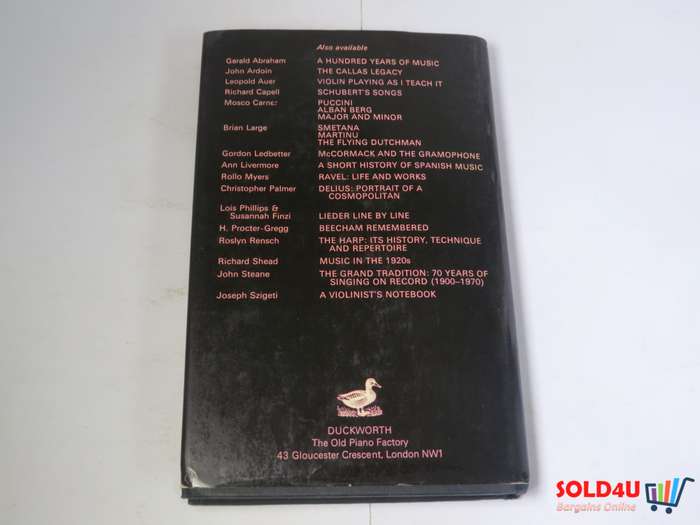 Also available
Gerald Abraham A HUNDRED YEARS OF MUSIC
John Ardoin THE CALLAS LEGACY
Leopold Auer VIOLIN PLAYING AS I TEACH IT
Richard Capell SCHUBERT'S SONGS
Mosco Carner PUCCINI
ALBAN BERG
MAJOR AND MINOR
Brian Large SMETANA
MARTINU
THE FLYING DUTCHMAN
Gordon Ledbetter McCORMACK AND THE GRAMOPHONE
Ann Livermore A SHORT HISTORY OF SPANISH MUSIC
Rollo Myers RAVEL: LIFE AND WORKS
Christopher Palmer DELIUS: PORTRAIT OF A
COSMOPOLITAN
Lois Phillips &
Susannah Finzi LIEDER LINE BY LINE
H. Procter-Gregg BEECHAM REMEMBERED
Roslyn Rensch THE HARP: ITS HISTORY, TECHNIQUE
AND REPERTOIRE
Richard Shead MUSIC IN THE 1920s
John Steane THE GRAND TRADITION: 70 YEARS OF
SINGING ON RECORD (1900–1970)
Joseph Szigeti A VIOLINIST'S NOTEBOOK
DUCKWORTH
The Old Piano Factory
43 Gloucester Crescent, London NW1
SOLD4U
Bargains Online